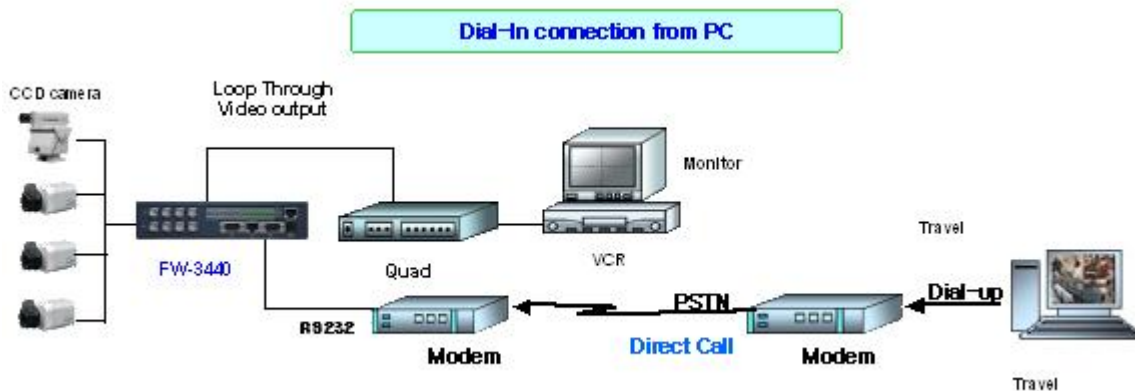 Dial-In connection from PC
CCD camera
Loop Through
Video output
Monitor
Travel
FW-3440
Quad
VCR
Dial-up
PSTN
RS232
Direct Call
Modem
Modem
Travel